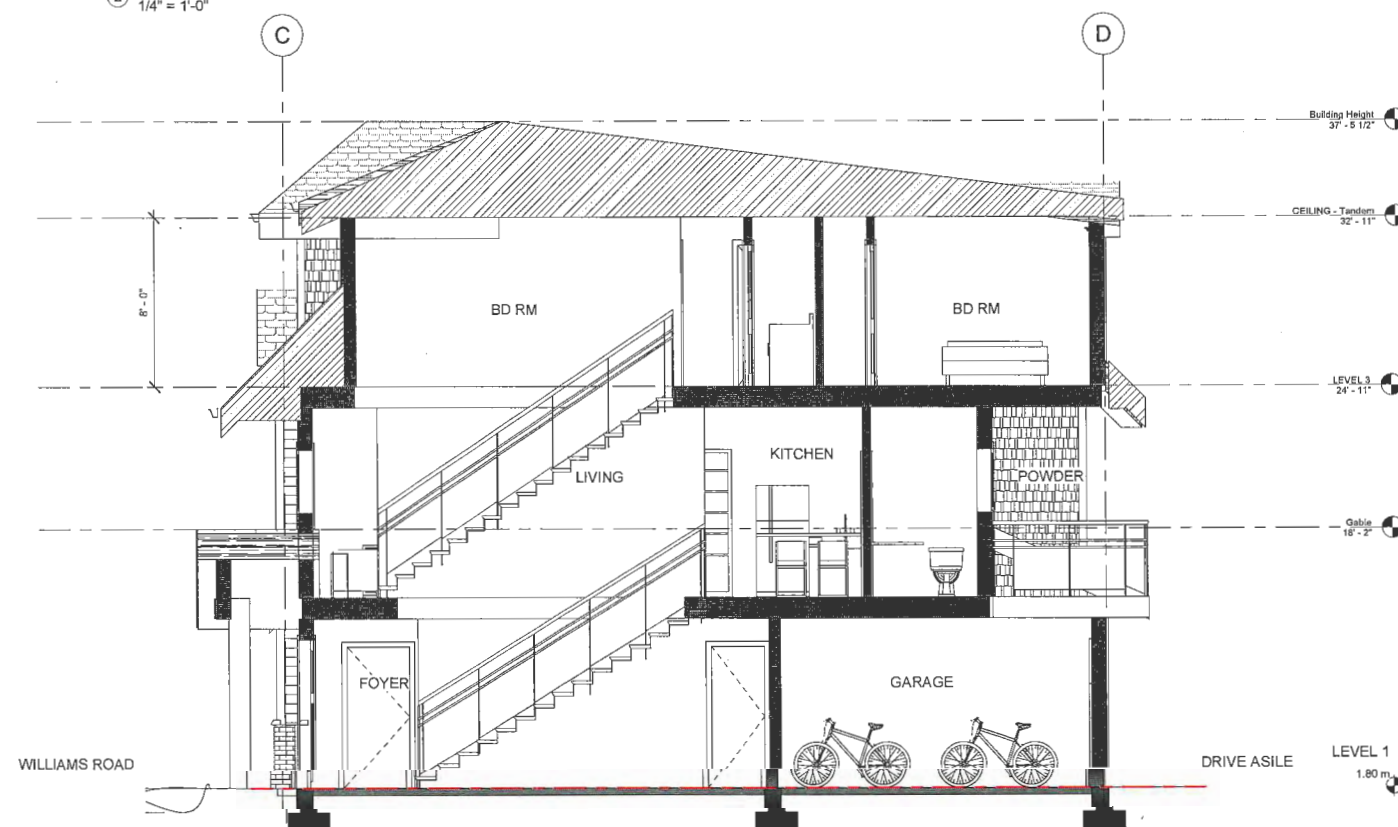 1/4" = 1'-0"
C
D
Building Height
37' - 5 1/2"
CEILING - Tandem
32' - 11"
8' - 0"
BD RM
BD RM
LEVEL 3
24' - 11"
LIVING
KITCHEN
POWDER
Gable
18' - 2"
FOYER
GARAGE
WILLIAMS ROAD
DRIVE ASILE
LEVEL 1
1.80 m